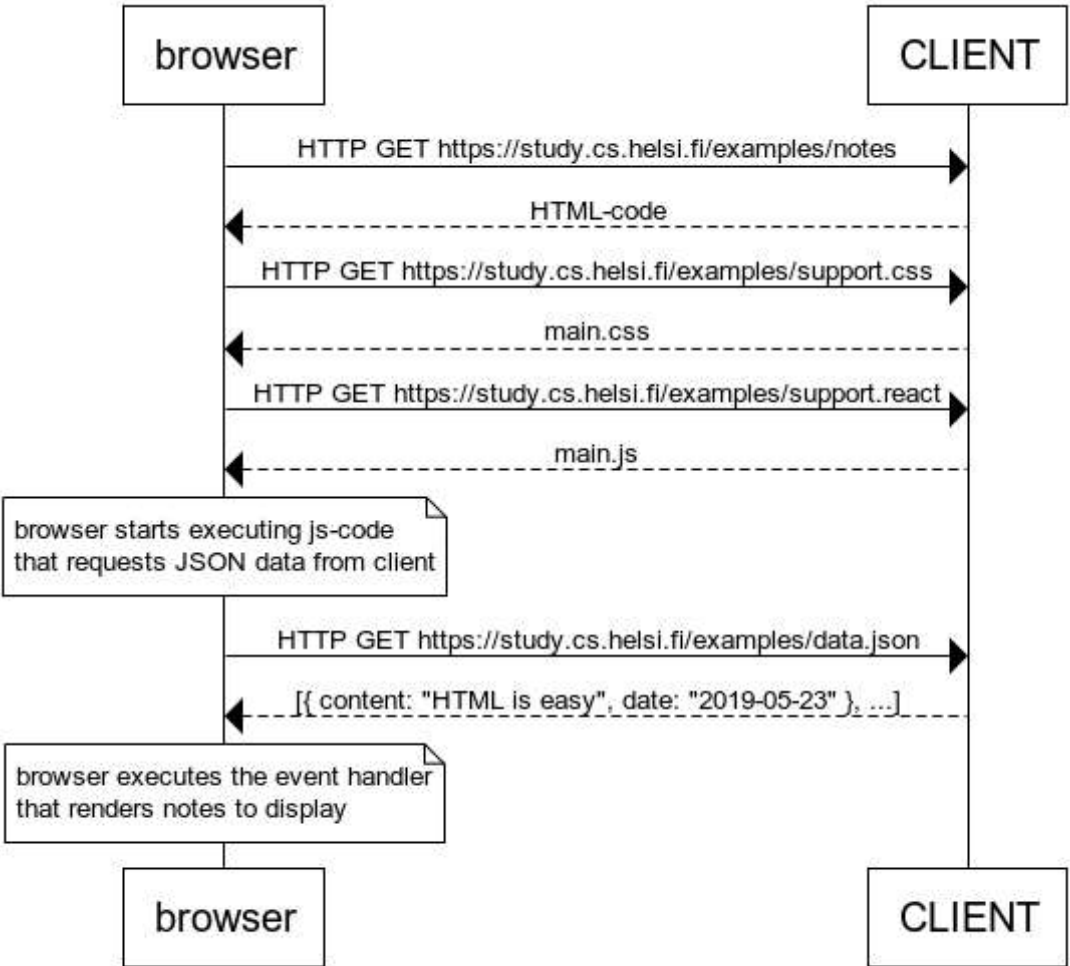 browser
CLIENT
HTTP GET https://study.cs.helsi.fi/examples/notes
HTML-code
HTTP GET https://study.cs.helsi.fi/examples/support.css
main.css
HTTP GET https://study.cs.helsi.fi/examples/support.react
main.js
browser starts executing js-code
that requests JSON data from client
HTTP GET https://study.cs.helsi.fi/examples/data.json
[{ content: "HTML is easy", date: "2019-05-23" }, ...]
browser executes the event handler
that renders notes to display
browser
CLIENT